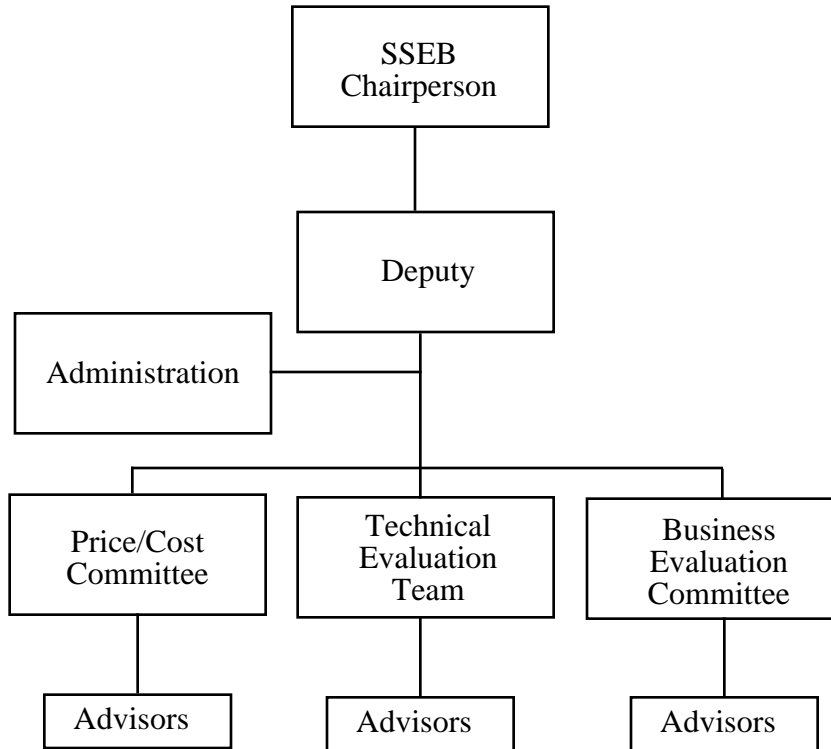 SSEB
Chairperson
Deputy
Administration
Price/Cost
Committee
Technical
Evaluation
Team
Business
Evaluation
Committee
Advisors
Advisors
Advisors